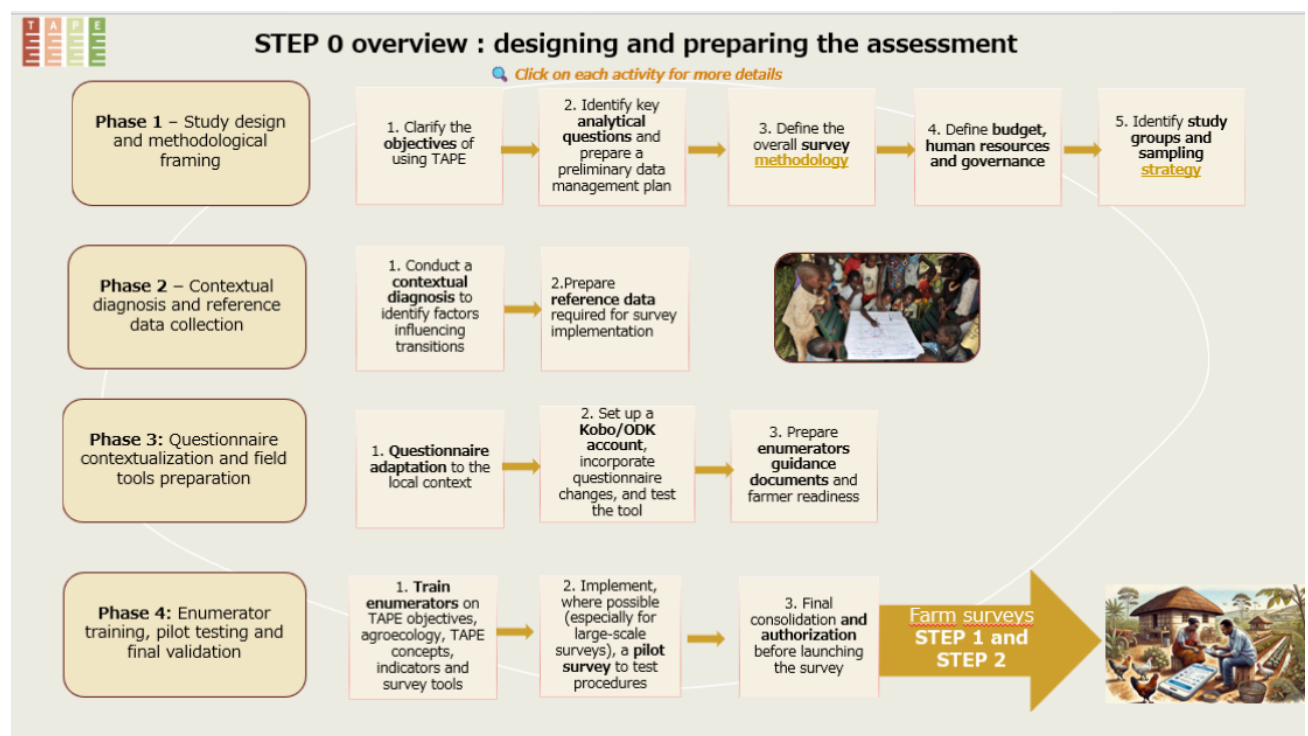 T A P E
STEP 0 overview : designing and preparing the assessment
Click on each activity for more details
Phase 1 – Study design
and methodological
framing
1. Clarify the
objectives of
using TAPE
2. Identify key
analytical
questions and
prepare a
preliminary data
management plan
3. Define the
overall survey
methodology
4. Define budget,
human resources
and governance
5. Identify study
groups and
sampling
strategy
Phase 2 – Contextual
diagnosis and reference
data collection
1. Conduct a
contextual
diagnosis to
identify factors
influencing
transitions
2.Prepare
reference data
required for survey
implementation
Phase 3: Questionnaire
contextualization and field
tools preparation
1. Questionnaire
adaptation to the
local context
2. Set up a
Kobo/ODK
account,
incorporate
questionnaire
changes, and test
the tool
3. Prepare
enumerators
guidance
documents and
farmer readiness
Phase 4: Enumerator
training, pilot testing and
final validation
1. Train
enumerators on
TAPE objectives,
agroecology, TAPE
concepts,
indicators and
survey tools
2. Implement,
where possible
(especially for
large-scale
surveys), a pilot
survey to test
procedures
3. Final
consolidation and
authorization
before launching
the survey
Farm surveys
STEP 1 and
STEP 2